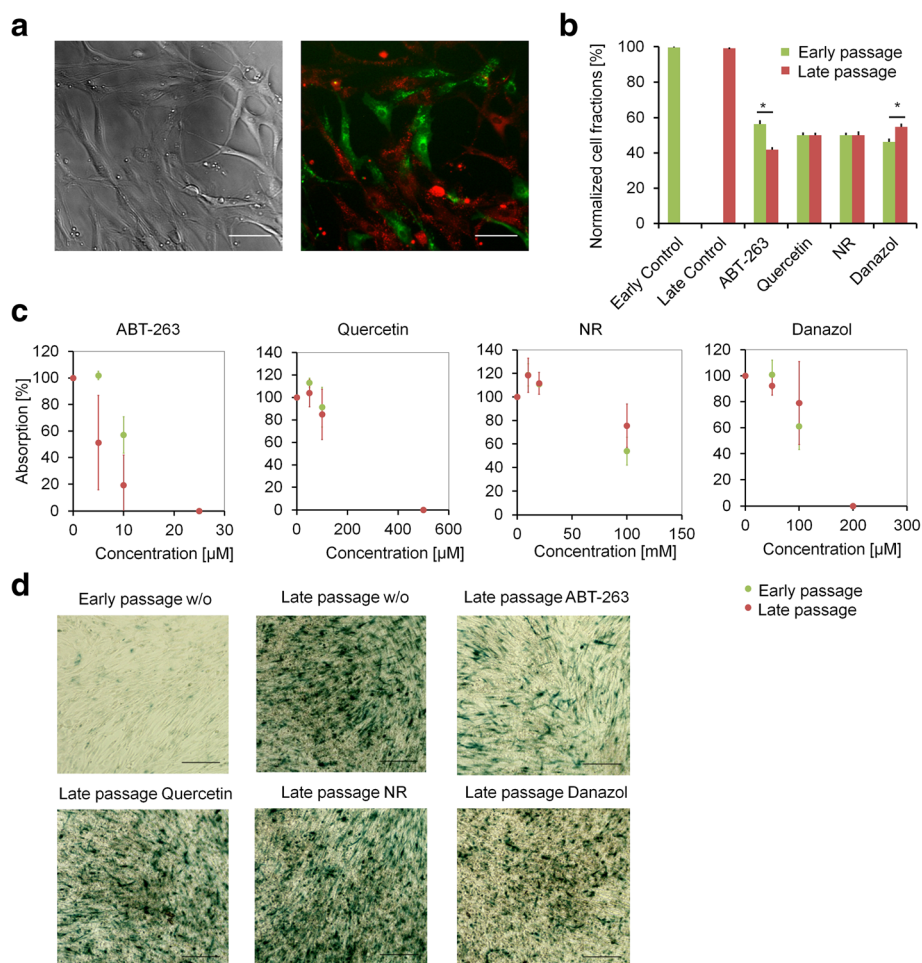 a
b
Normalized cell fractions [%]
100
80
60
40
20
0
Early passage
Late passage
*
*
Early Control
Late Control
ABT-263
Quercetin
NR
Danazol
c
ABT-263
Absorption [%]
120
100
80
60
40
20
0
0 10 20 30
Concentration [µM]
Quercetin
140
120
100
80
60
40
20
0
0 200 400 600
Concentration [µM]
NR
140
120
100
80
60
40
20
0
0 50 100 150
Concentration [mM]
Danazol
120
100
80
60
40
20
0
0 100 200 300
Concentration [µM]
Early passage
Late passage
d
Early passage w/o
Late passage w/o
Late passage ABT-263
Late passage Quercetin
Late passage NR
Late passage Danazol